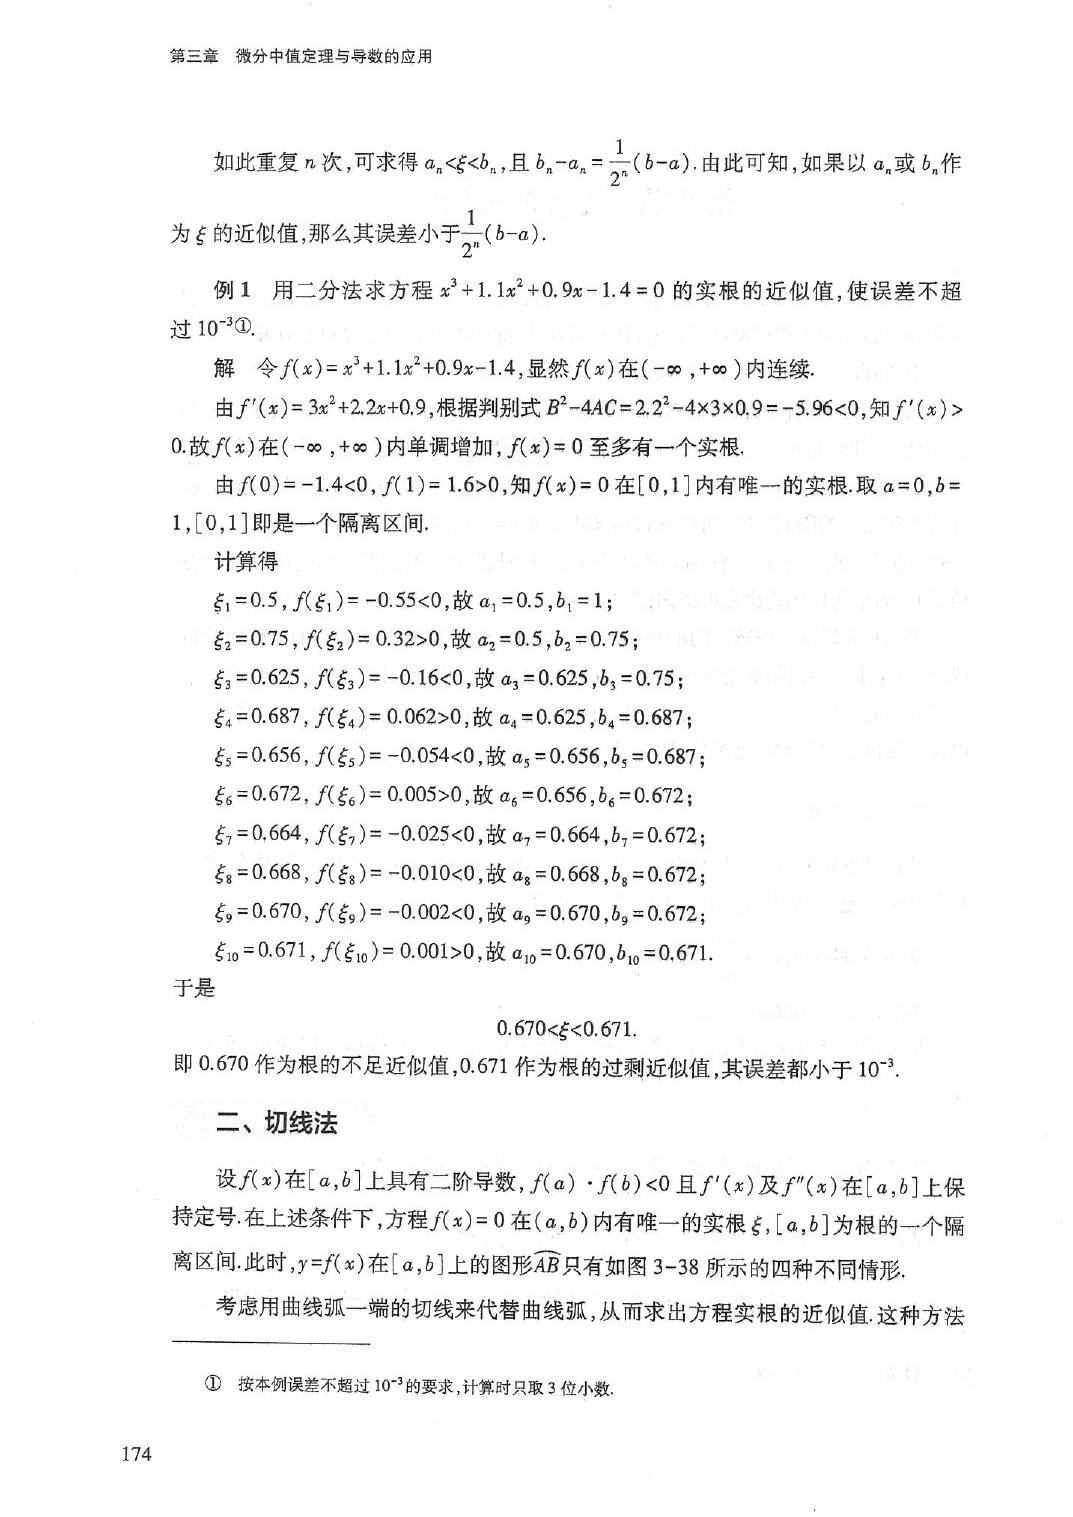 第三章 微分中值定理与导数的应用
如此重复 n 次,可求得 aₙ<ξ<bₙ,且 bₙ-aₙ=1/2ⁿ(b-a).由此可知,如果以 aₙ或 bₙ作
为 ξ 的近似值,那么其误差小于1/2ⁿ(b-a).
例 1 用二分法求方程 x³+1.1x²+0.9x-1.4=0 的实根的近似值,使误差不超
过 10⁻³①.
解 令f(x)=x³+1.1x²+0.9x-1.4,显然f(x)在(-∞,+∞)内连续.
由f'(x)=3x²+2.2x+0.9,根据判别式 B²-4AC=2.2²-4×3×0.9=-5.96<0,知f'(x)>
0.故f(x)在(-∞,+∞)内单调增加,f(x)=0 至多有一个实根.
由f(0)=-1.4<0,f(1)=1.6>0,知f(x)=0 在[0,1]内有唯一的实根.取 a=0,b=
1,[0,1]即是一个隔离区间.
计算得
ξ₁=0.5,f(ξ₁)=-0.55<0,故 a₁=0.5,b₁=1;
ξ₂=0.75,f(ξ₂)=0.32>0,故 a₂=0.5,b₂=0.75;
ξ₃=0.625,f(ξ₃)=-0.16<0,故 a₃=0.625,b₃=0.75;
ξ₄=0.687,f(ξ₄)=0.062>0,故 a₄=0.625,b₄=0.687;
ξ₅=0.656,f(ξ₅)=-0.054<0,故 a₅=0.656,b₅=0.687;
ξ₆=0.672,f(ξ₆)=0.005>0,故 a₆=0.656,b₆=0.672;
ξ₇=0.664,f(ξ₇)=-0.025<0,故 a₇=0.664,b₇=0.672;
ξ₈=0.668,f(ξ₈)=-0.010<0,故 a₈=0.668,b₈=0.672;
ξ₉=0.670,f(ξ₉)=-0.002<0,故 a₉=0.670,b₉=0.672;
ξ₁₀=0.671,f(ξ₁₀)=0.001>0,故 a₁₀=0.670,b₁₀=0.671.
于是
0.670<ξ<0.671.
即 0.670 作为根的不足近似值,0.671 作为根的过剩近似值,其误差都小于 10⁻³.
二、切线法
设f(x)在[a,b]上具有二阶导数,f(a)·f(b)<0 且f'(x)及f"(x)在[a,b]上保
持定号.在上述条件下,方程f(x)=0 在(a,b)内有唯一的实根 ξ,[a,b]为根的一个隔
离区间.此时,y=f(x)在[a,b]上的图形A͡B只有如图 3-38 所示的四种不同情形.
考虑用曲线弧一端的切线来代替曲线弧,从而求出方程实根的近似值.这种方法
① 按本例误差不超过 10⁻³的要求,计算时只取 3 位小数.
174